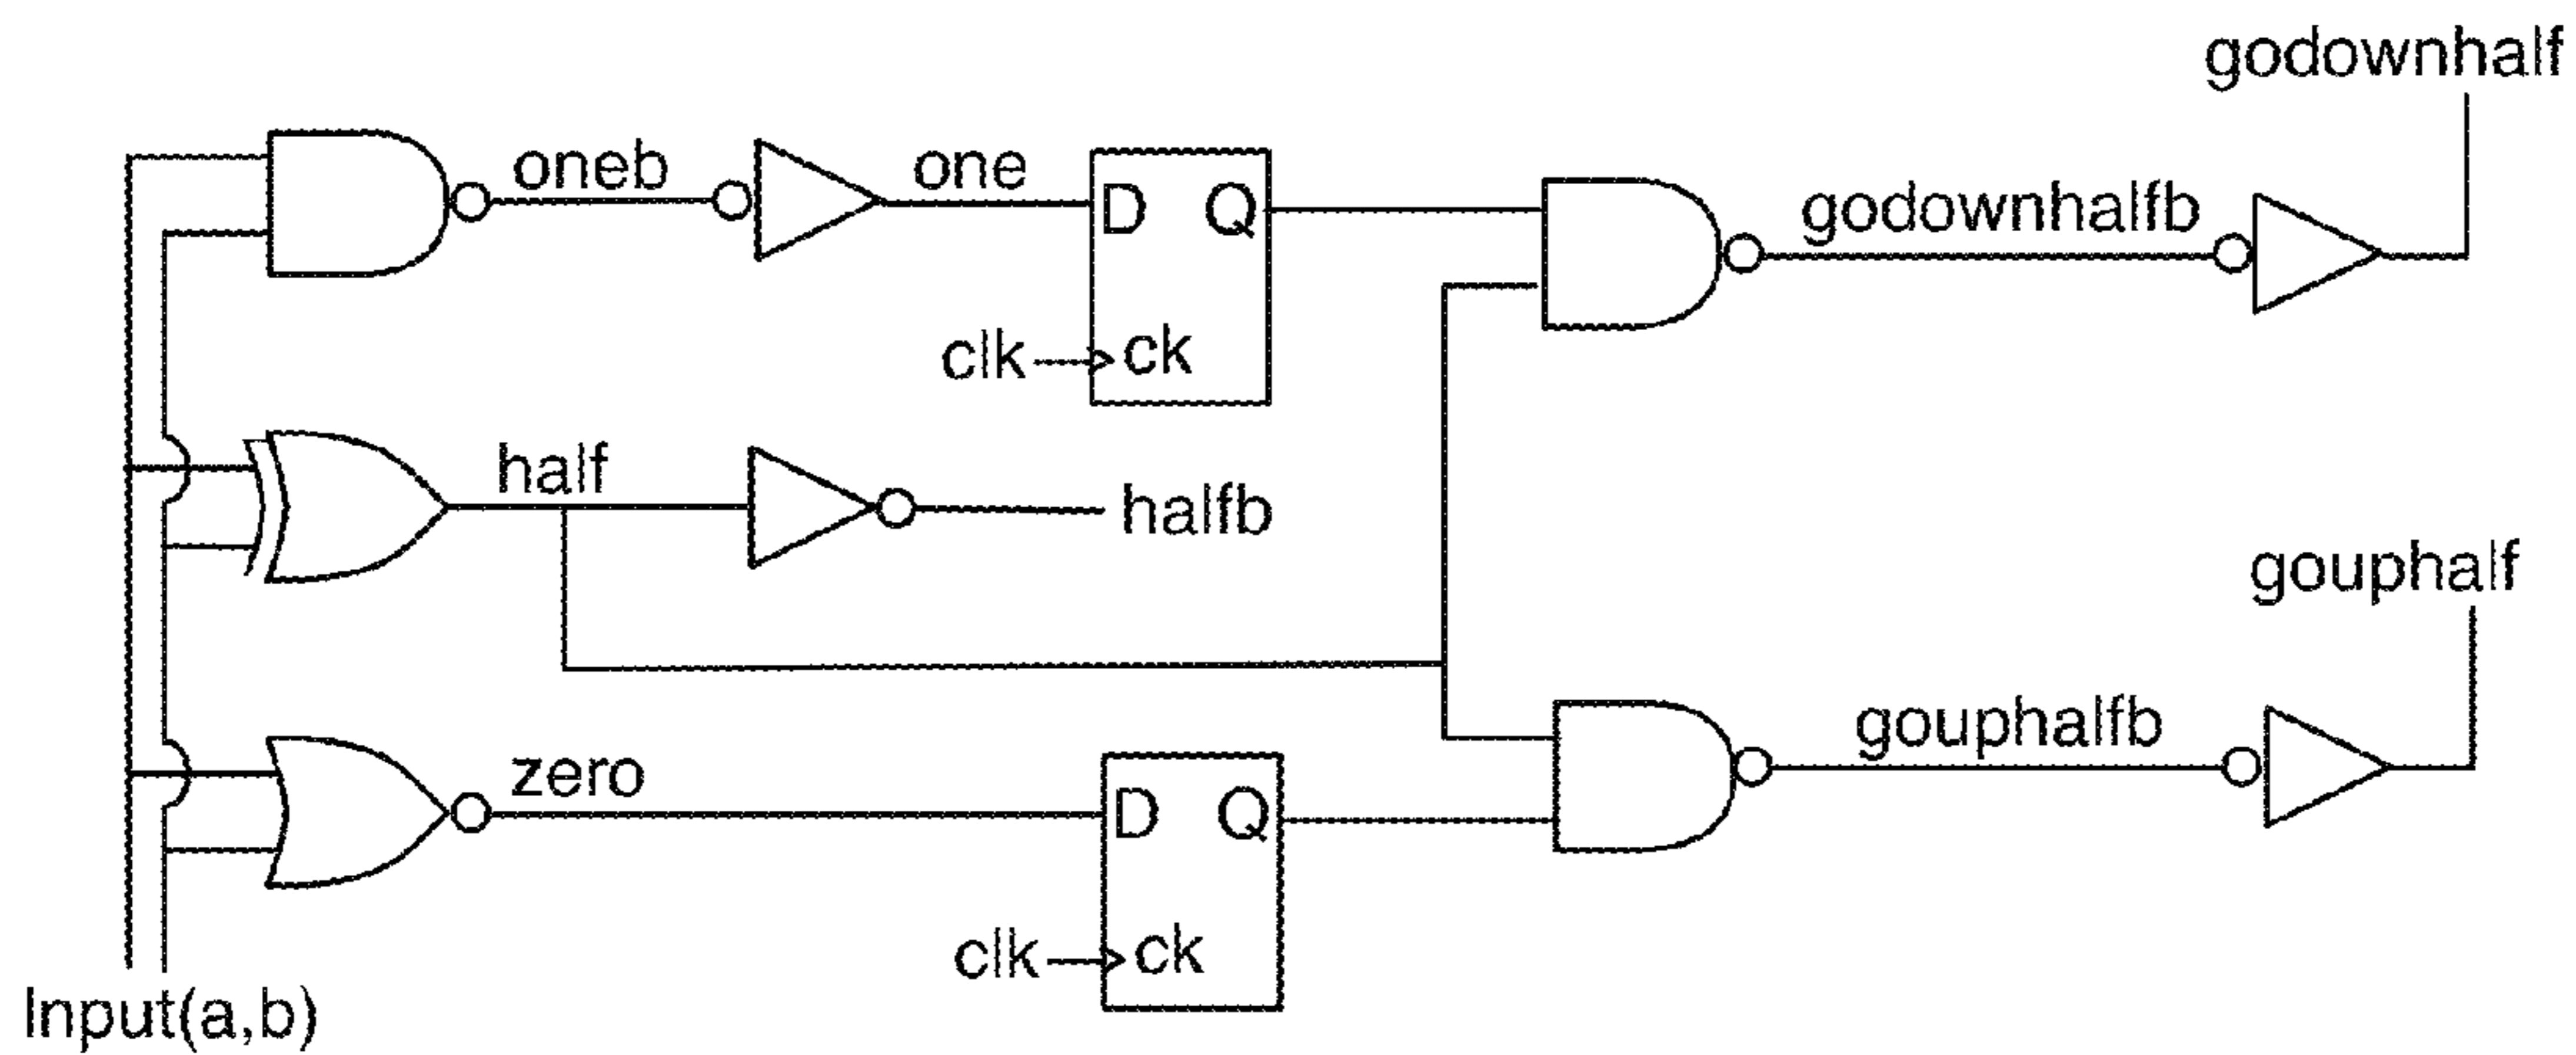 godownhalf
oneb
one
D Q
godownhalfb
clk
ck
half
halfb
gouphalf
zero
D Q
gouphalfb
clk
ck
Input(a,b)